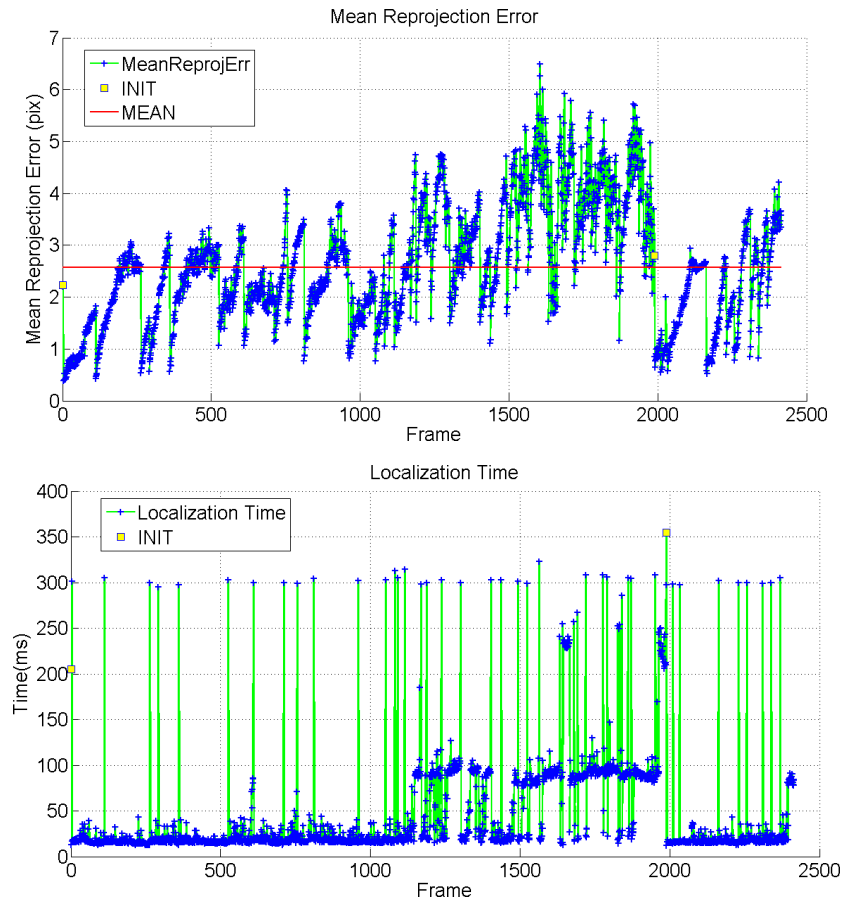 Mean Reprojection Error
7
6
5
4
3
2
1
0
Mean Reprojection Error (pix)
MeanReprojErr
INIT
MEAN
0
500
1000
1500
2000
2500
Frame
Localization Time
400
350
300
250
200
150
100
50
0
Time(ms)
Localization Time
INIT
0
500
1000
1500
2000
2500
Frame